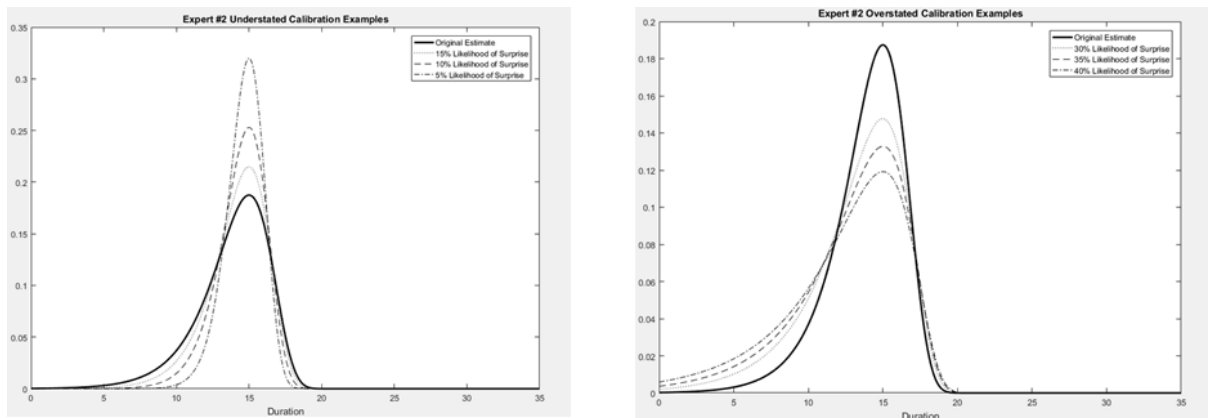 Expert #2 Understated Calibration Examples
0.35
0.3
0.25
0.2
0.15
0.1
0.05
0
Original Estimate
15% Likelihood of Surprise
10% Likelihood of Surprise
5% Likelihood of Surprise
0 5 10 15 20 25 30 35
Duration
Expert #2 Overstated Calibration Examples
0.2
0.18
0.16
0.14
0.12
0.1
0.08
0.06
0.04
0.02
0
Original Estimate
30% Likelihood of Surprise
35% Likelihood of Surprise
40% Likelihood of Surprise
0 5 10 15 20 25 30 35
Duration